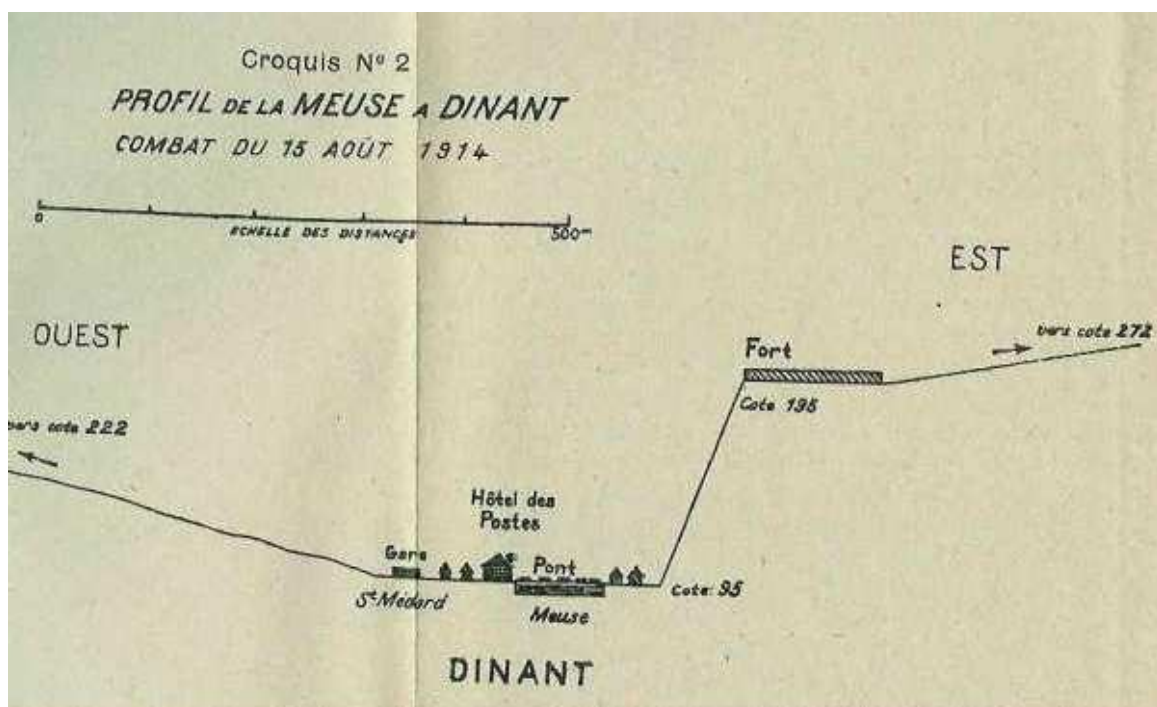 Croquis Nº 2
PROFIL DE LA MEUSE A DINANT
COMBAT DU 15 AOÛT 1914
0
500m
ECHELLE DES DISTANCES
EST
OUEST
vers cote 272
Fort
Cote 195
vers cote 222
Hôtel des
Postes
Gare
Pont
St Médard
Meuse
Cote 95
DINANT